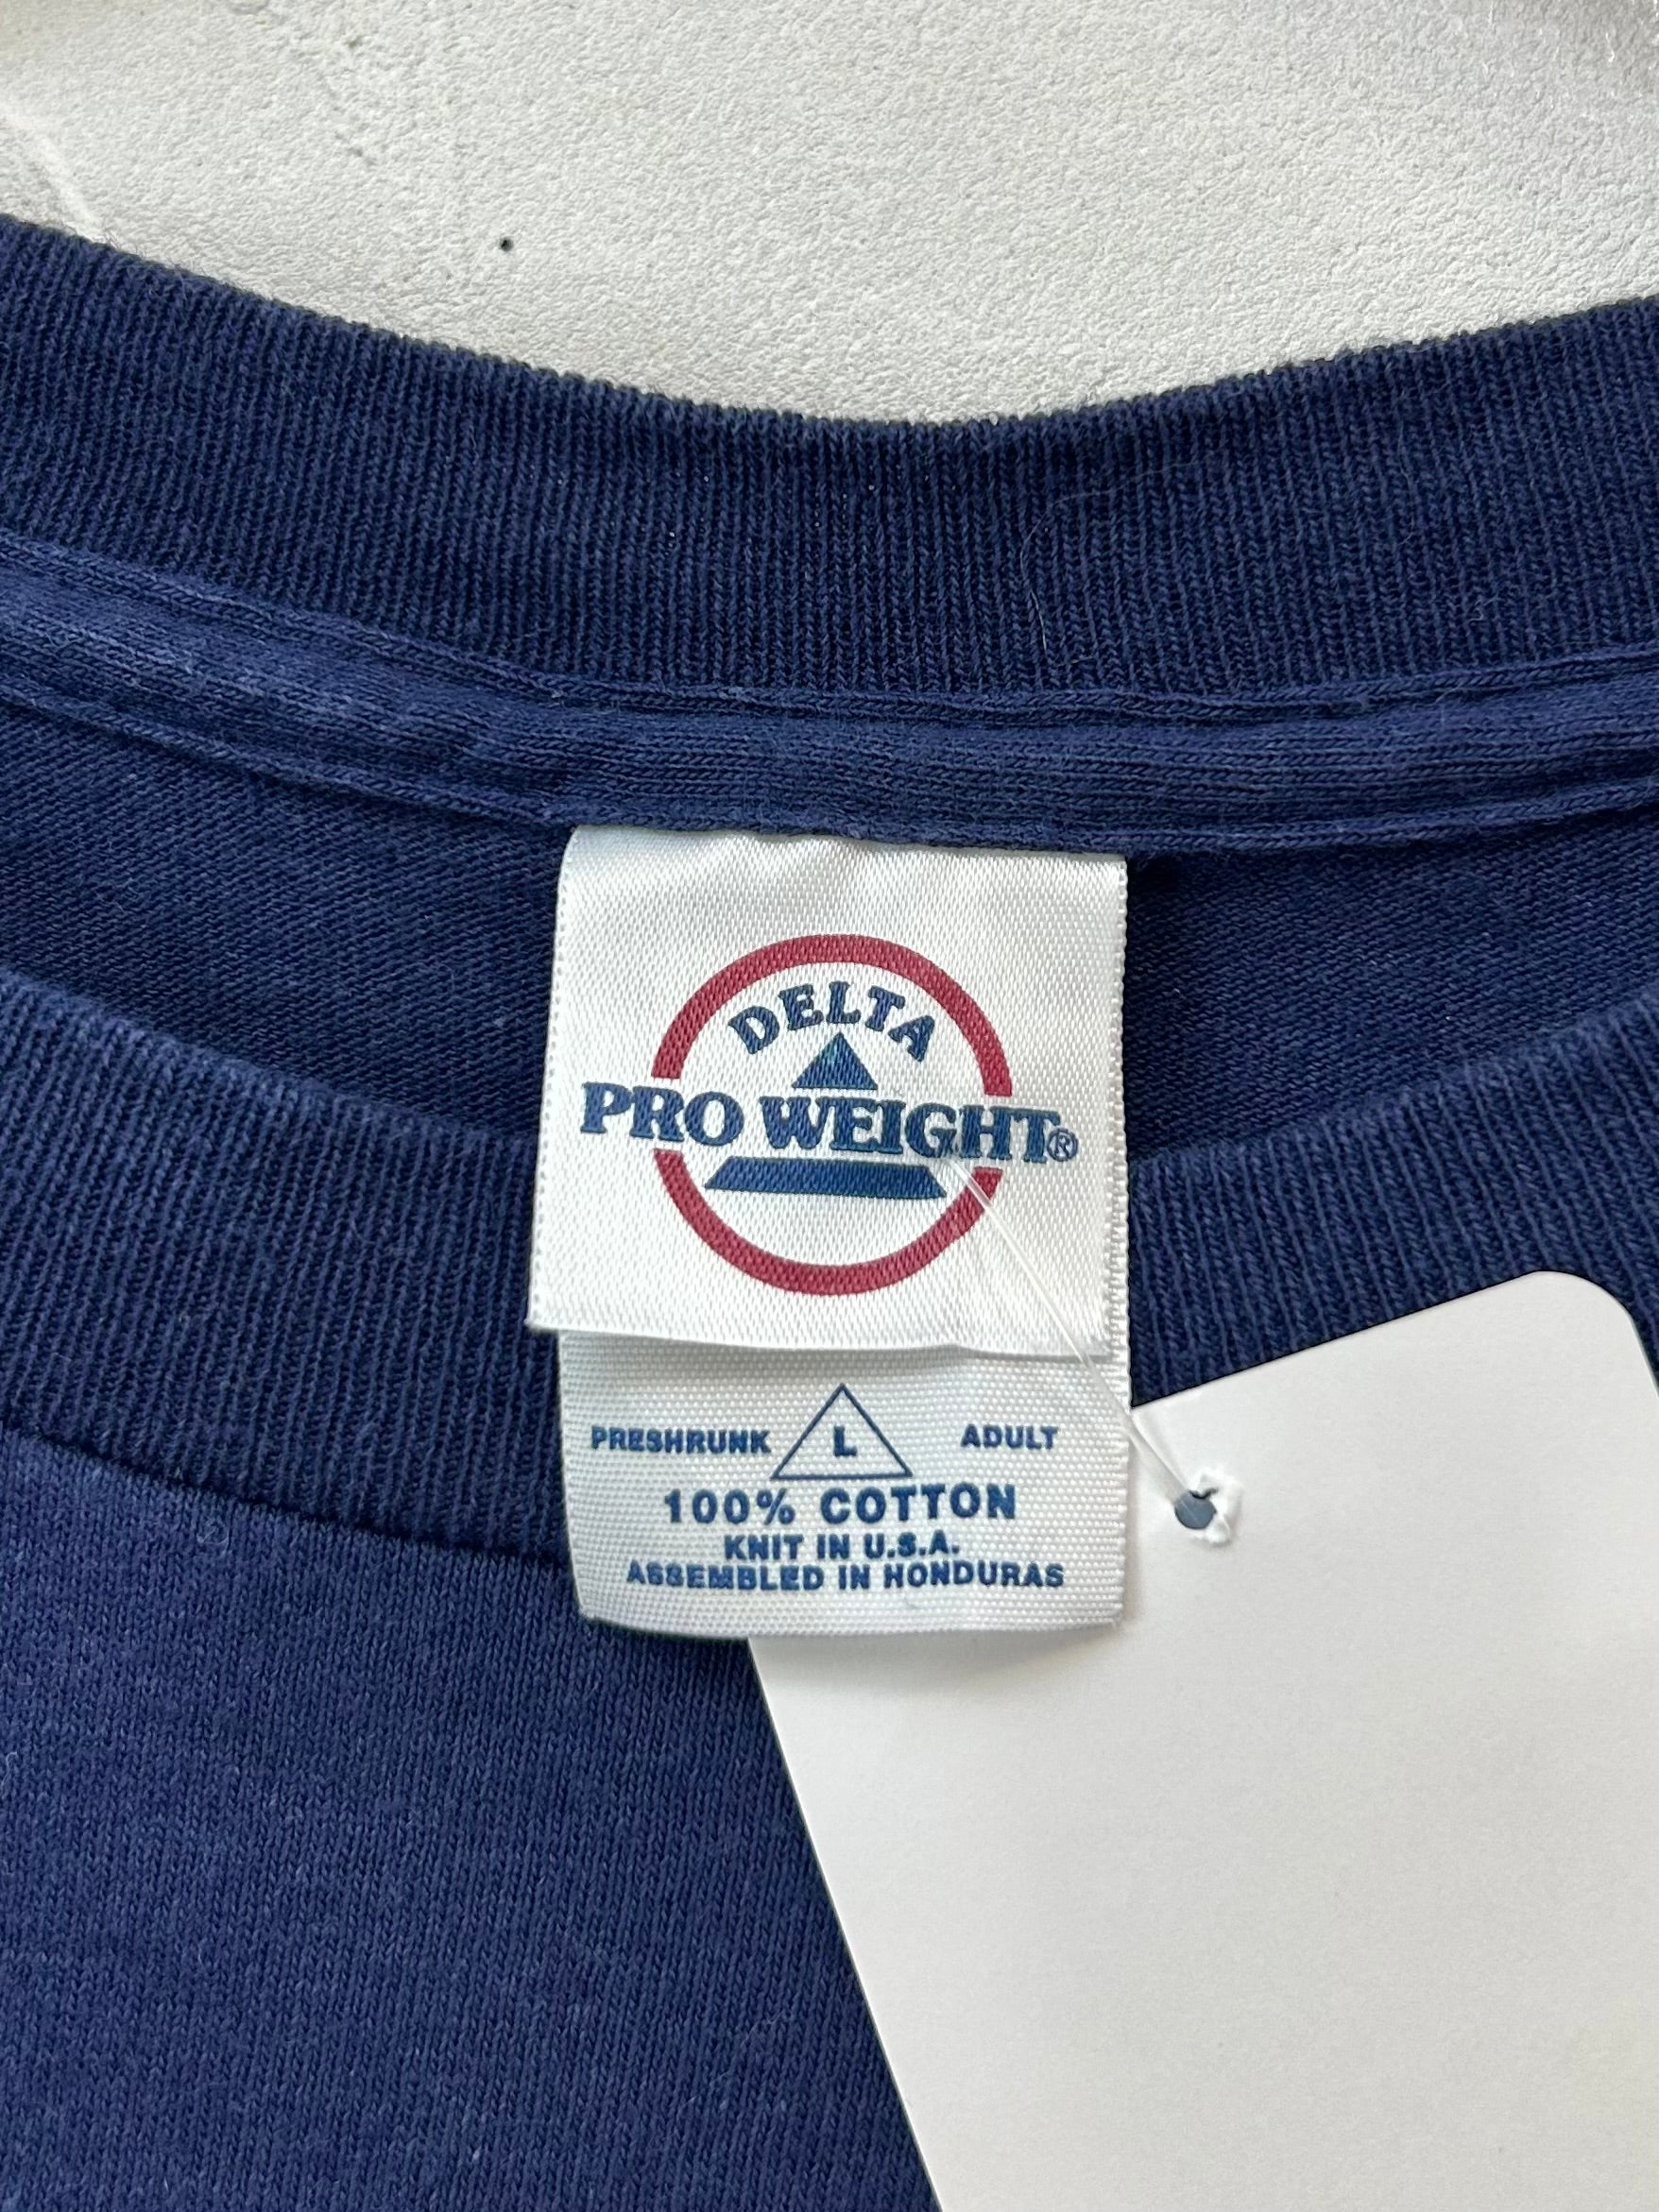 DELTA
PRO WEIGHT®
PRESHRUNK L ADULT
100% COTTON
KNIT IN U.S.A.
ASSEMBLED IN HONDURAS